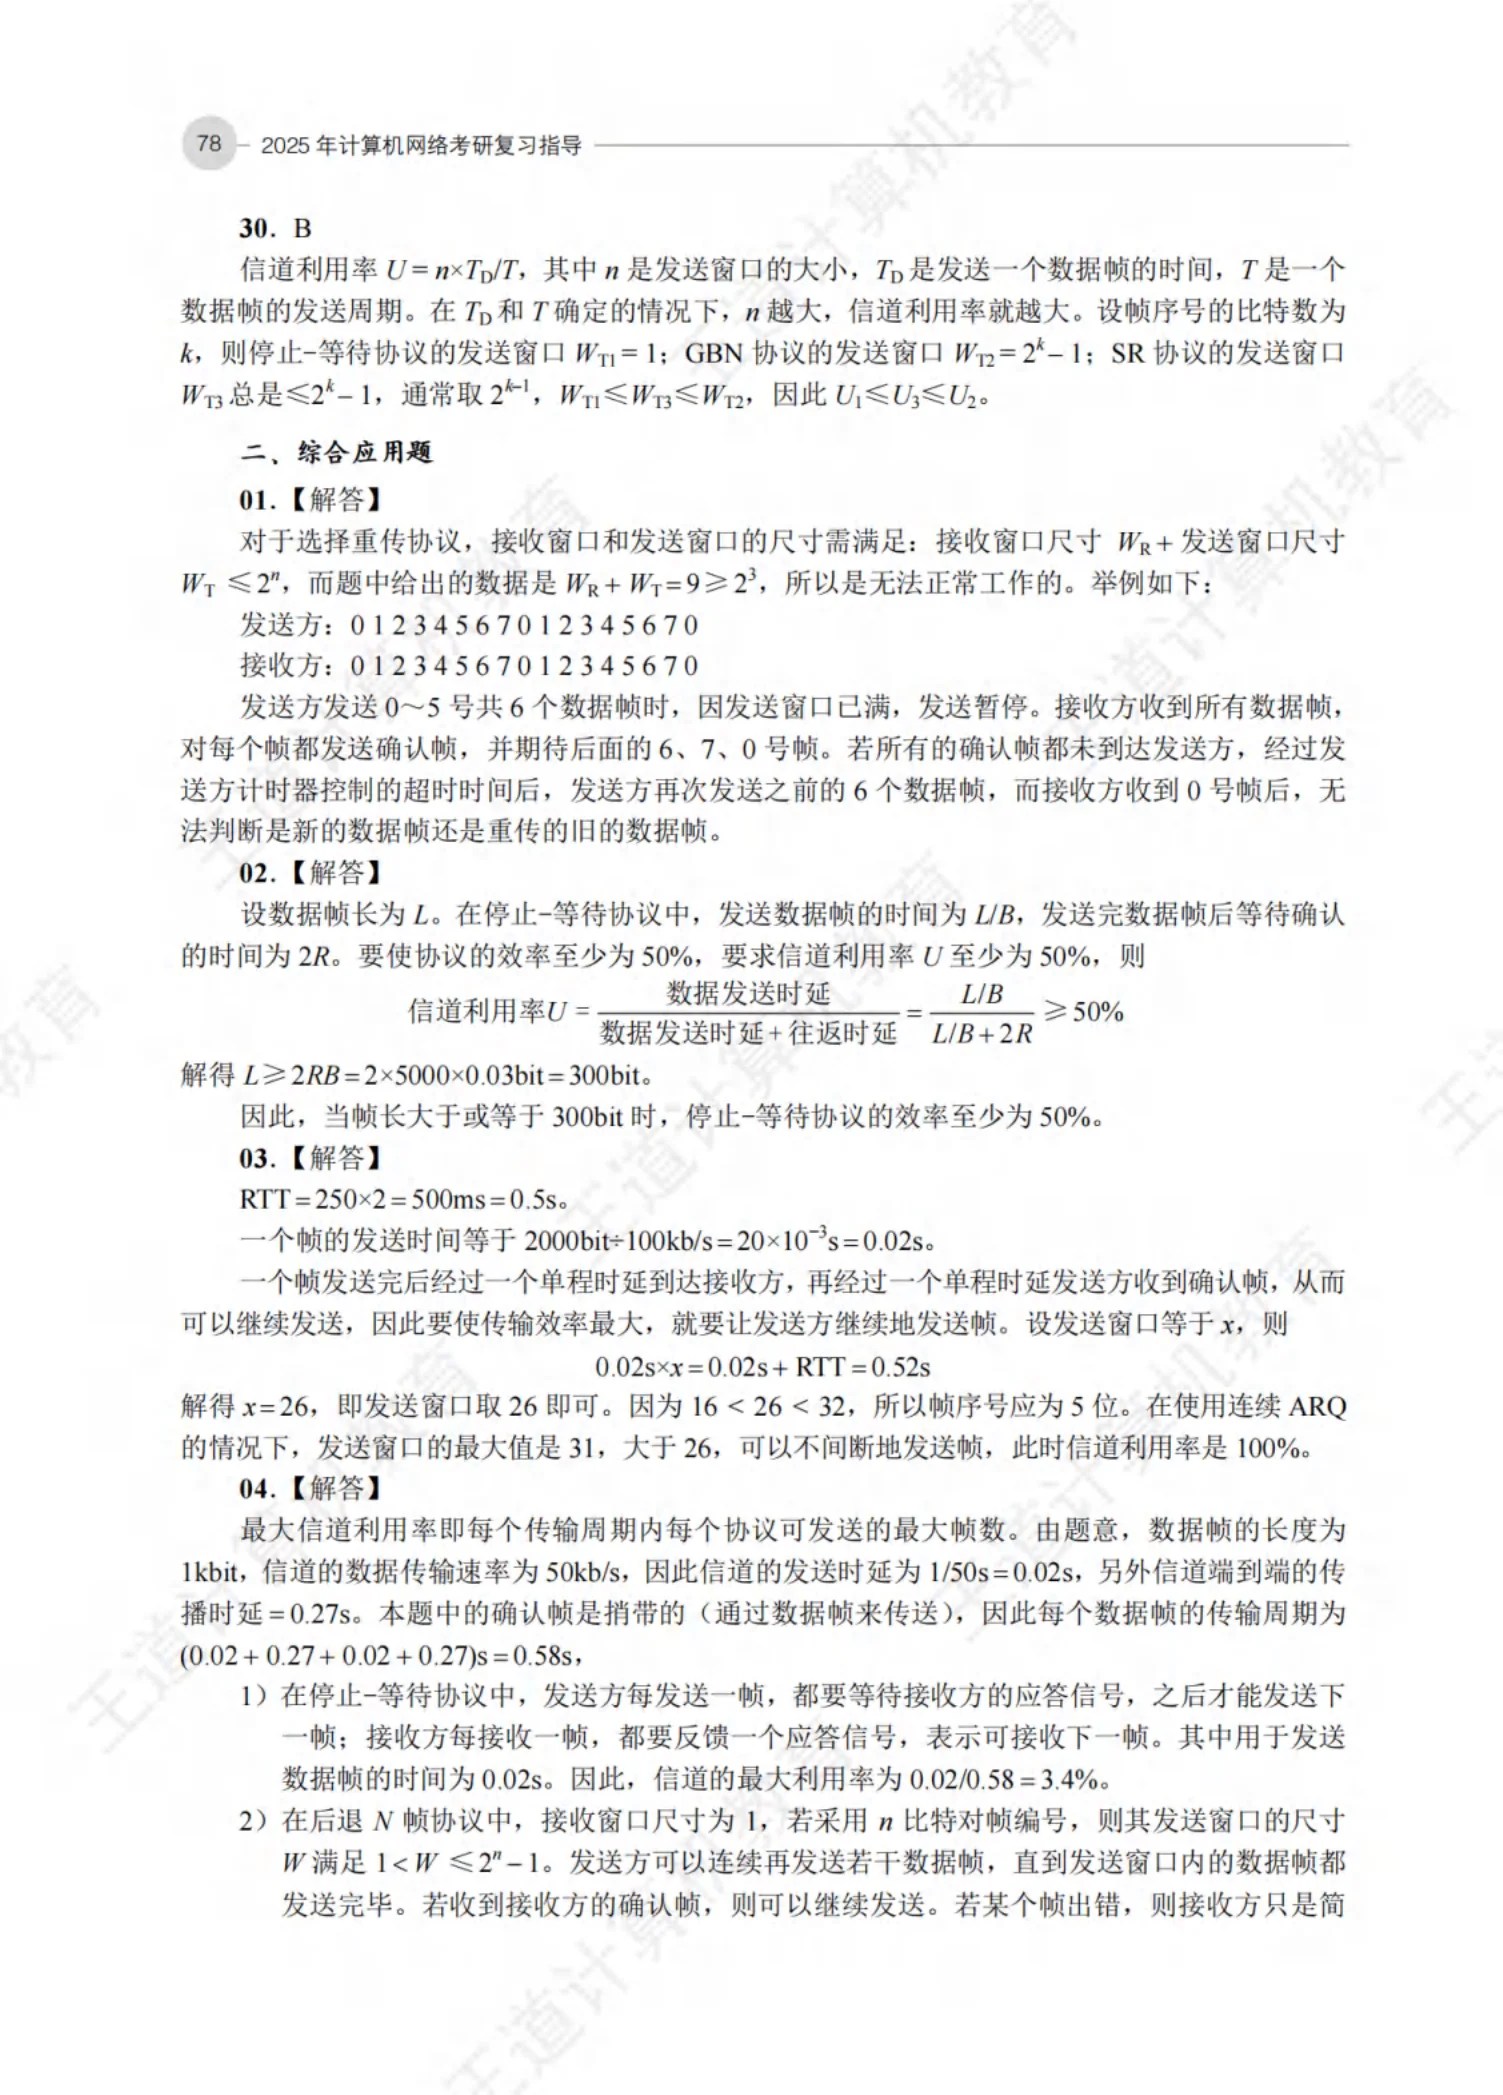 78 2025 年计算机网络考研复习指导
30．B
信道利用率 U = n×TD/T，其中 n 是发送窗口的大小，TD 是发送一个数据帧的时间，T 是一个
数据帧的发送周期。在 TD 和 T 确定的情况下，n 越大，信道利用率就越大。设帧序号的比特数为
k，则停止-等待协议的发送窗口 WT1 = 1；GBN 协议的发送窗口 WT2 = 2^k – 1；SR 协议的发送窗口
WT3 总是≤2^k – 1，通常取 2^(k–1)，WT1≤WT3≤WT2，因此 U1≤U3≤U2。
二、综合应用题
01.【解答】
对于选择重传协议，接收窗口和发送窗口的尺寸需满足：接收窗口尺寸 WR + 发送窗口尺寸
WT ≤2^n，而题中给出的数据是 WR + WT = 9≥2^3，所以是无法正常工作的。举例如下：
发送方：0 1 2 3 4 5 6 7 0 1 2 3 4 5 6 7 0
接收方：0 1 2 3 4 5 6 7 0 1 2 3 4 5 6 7 0
发送方发送 0～5 号共 6 个数据帧时，因发送窗口已满，发送暂停。接收方收到所有数据帧，
对每个帧都发送确认帧，并期待后面的 6、7、0 号帧。若所有的确认帧都未到达发送方，经过发
送方计时器控制的超时时间后，发送方再次发送之前的 6 个数据帧，而接收方收到 0 号帧后，无
法判断是新的数据帧还是重传的旧的数据帧。
02.【解答】
设数据帧长为 L。在停止-等待协议中，发送数据帧的时间为 L/B，发送完数据帧后等待确认
的时间为 2R。要使协议的效率至少为 50%，要求信道利用率 U 至少为 50%，则
信道利用率U = 数据发送时延/(数据发送时延+往返时延) = (L/B)/(L/B + 2R) ≥50%
解得 L≥2RB = 2×5000×0.03bit = 300bit。
因此，当帧长大于或等于 300bit 时，停止-等待协议的效率至少为 50%。
03.【解答】
RTT = 250×2 = 500ms = 0.5s。
一个帧的发送时间等于 2000bit÷100kb/s = 20×10^–3 s = 0.02s。
一个帧发送完后经过一个单程时延到达接收方，再经过一个单程时延发送方收到确认帧，从而
可以继续发送，因此要使传输效率最大，就要让发送方继续地发送帧。设发送窗口等于 x，则
0.02s×x = 0.02s + RTT = 0.52s
解得 x = 26，即发送窗口取 26 即可。因为 16 < 26 < 32，所以帧序号应为 5 位。在使用连续 ARQ
的情况下，发送窗口的最大值是 31，大于 26，可以不间断地发送帧，此时信道利用率是 100%。
04.【解答】
最大信道利用率即每个传输周期内每个协议可发送的最大帧数。由题意，数据帧的长度为
1kbit，信道的数据传输速率为 50kb/s，因此信道的发送时延为 1/50s = 0.02s，另外信道端到端的传
播时延 = 0.27s。本题中的确认帧是捎带的（通过数据帧来传送），因此每个数据帧的传输周期为
(0.02 + 0.27 + 0.02 + 0.27)s = 0.58s，
1）在停止-等待协议中，发送方每发送一帧，都要等待接收方的应答信号，之后才能发送下
一帧；接收方每接收一帧，都要反馈一个应答信号，表示可接收下一帧。其中用于发送
数据帧的时间为 0.02s。因此，信道的最大利用率为 0.02/0.58 = 3.4%。
2）在后退 N 帧协议中，接收窗口尺寸为 1，若采用 n 比特对帧编号，则其发送窗口的尺寸
W 满足 1 < W ≤2^n – 1。发送方可以连续再发送若干数据帧，直到发送窗口内的数据帧都
发送完毕。若收到接收方的确认帧，则可以继续发送。若某个帧出错，则接收方只是简
王道计算机教育